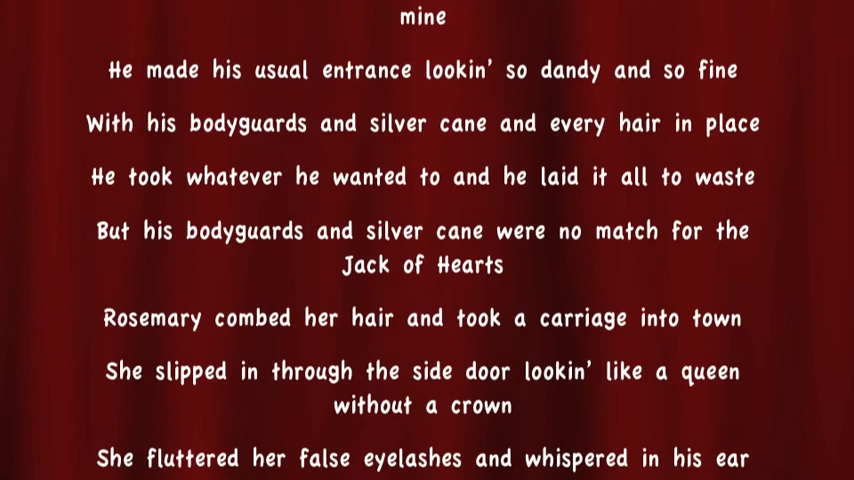 mine
He made his usual entrance lookin' so dandy and so fine
With his bodyguards and silver cane and every hair in place
He took whatever he wanted to and he laid it all to waste
But his bodyguards and silver cane were no match for the
Jack of Hearts
Rosemary combed her hair and took a carriage into town
She slipped in through the side door lookin' like a queen
without a crown
She fluttered her false eyelashes and whispered in his ear